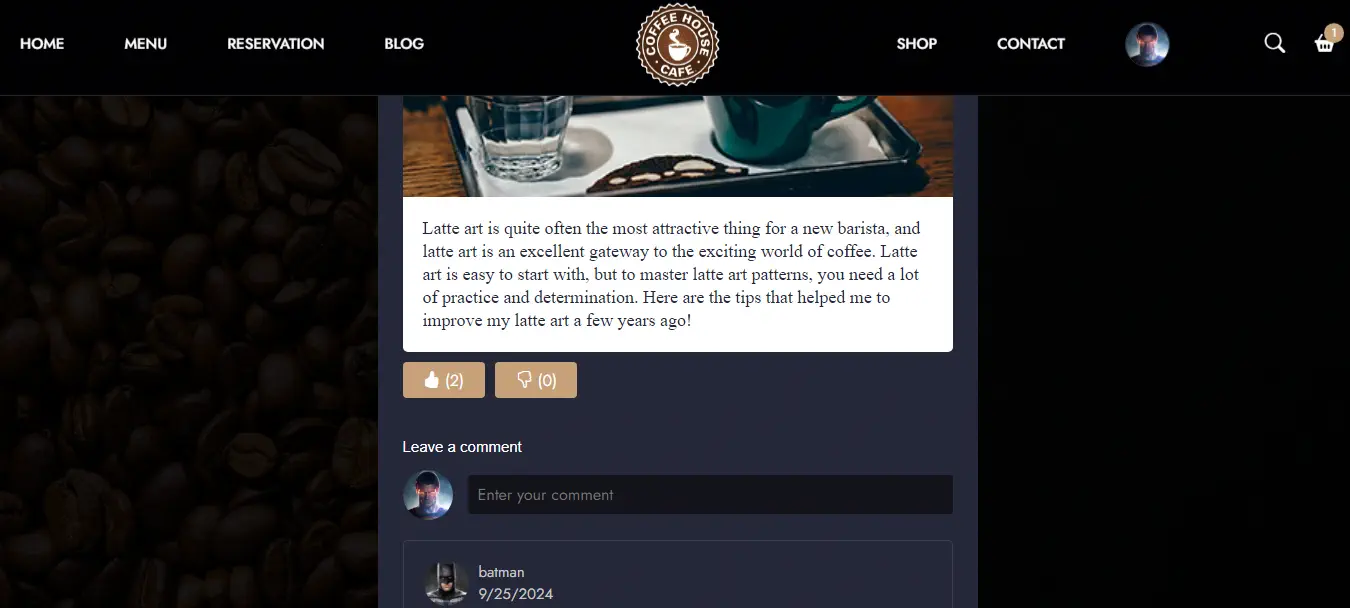 HOME
MENU
RESERVATION
BLOG
COFFEE HOUSE
CAFE
SHOP
CONTACT
1
Latte art is quite often the most attractive thing for a new barista, and
latte art is an excellent gateway to the exciting world of coffee. Latte
art is easy to start with, but to master latte art patterns, you need a lot
of practice and determination. Here are the tips that helped me to
improve my latte art a few years ago!
(2)
(0)
Leave a comment
Enter your comment
batman
9/25/2024